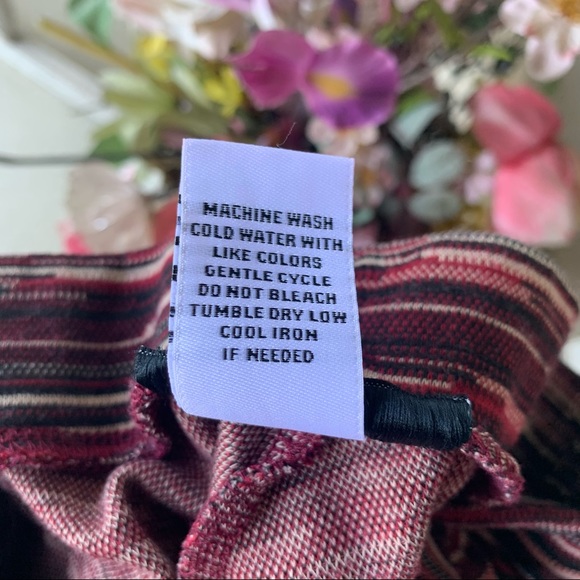 MACHINE WASH
COLD WATER WITH
LIKE COLORS
GENTLE CYCLE
DO NOT BLEACH
TUMBLE DRY LOW
COOL IRON
IF NEEDED